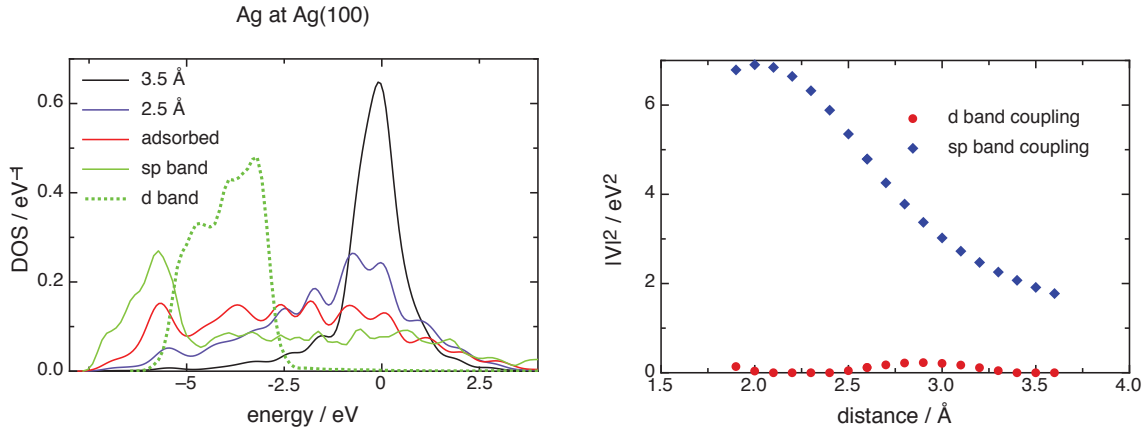 Ag at Ag(100)
3.5 Å
2.5 Å
adsorbed
sp band
d band
DOS / eV⁻¹
0.6
0.4
0.2
0.0
-5
-2.5
0
2.5
energy / eV
d band coupling
sp band coupling
|V|² / eV²
6
4
2
0
1.5
2.0
2.5
3.0
3.5
4.0
distance / Å